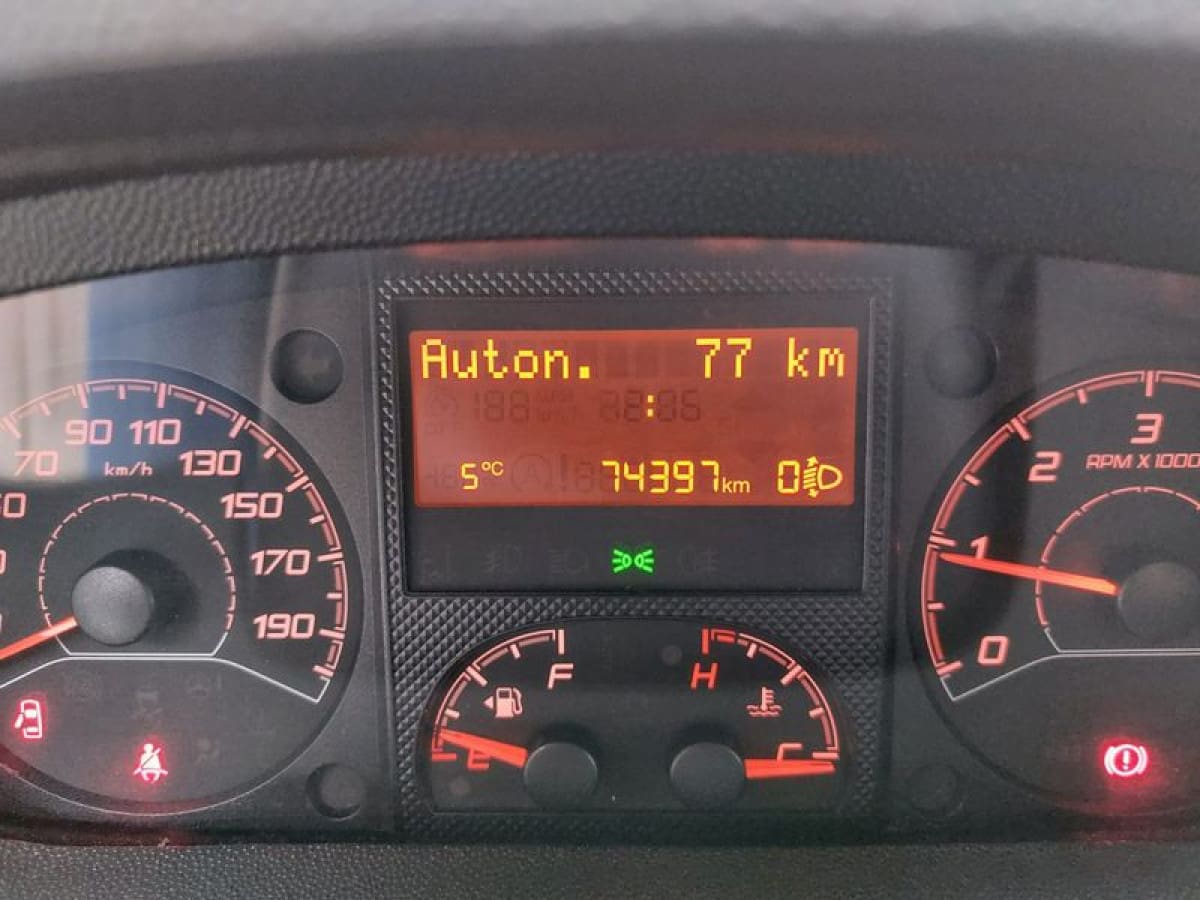 Auton. 77 km
:
5°C 74397km 0
70 90 110 130 150 170 190
km/h
0 1 2 3
RPM X 1000
E F
H C